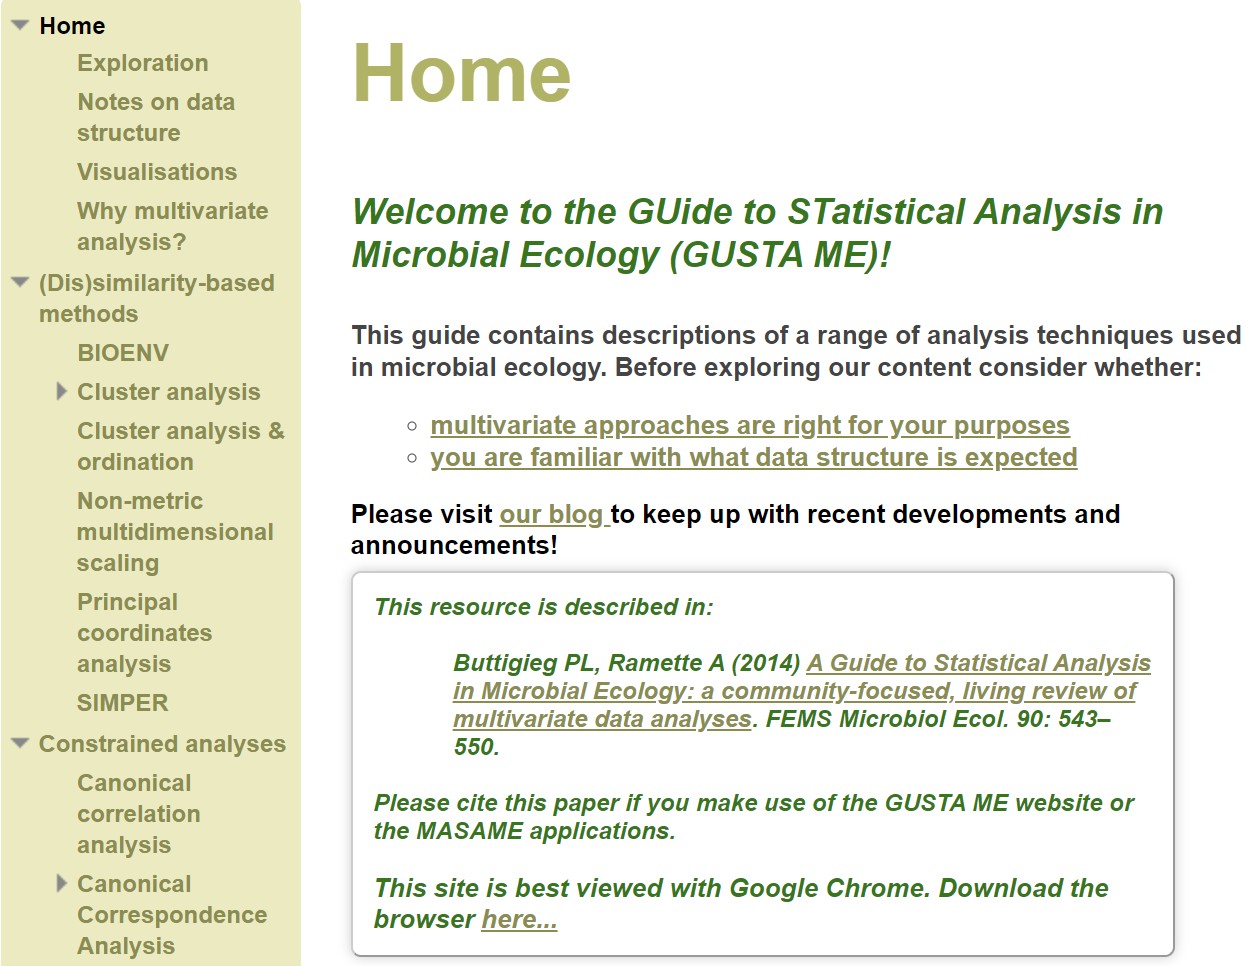 Home
Exploration
Notes on data
structure
Visualisations
Why multivariate
analysis?
(Dis)similarity-based
methods
BIOENV
Cluster analysis
Cluster analysis &
ordination
Non-metric
multidimensional
scaling
Principal
coordinates
analysis
SIMPER
Constrained analyses
Canonical
correlation
analysis
Canonical
Correspondence
Analysis
Home
Welcome to the GUide to STatistical Analysis in
Microbial Ecology (GUSTA ME)!
This guide contains descriptions of a range of analysis techniques used
in microbial ecology. Before exploring our content consider whether:
multivariate approaches are right for your purposes
you are familiar with what data structure is expected
Please visit our blog to keep up with recent developments and
announcements!
This resource is described in:
Buttigieg PL, Ramette A (2014) A Guide to Statistical Analysis
in Microbial Ecology: a community-focused, living review of
multivariate data analyses. FEMS Microbiol Ecol. 90: 543–
550.
Please cite this paper if you make use of the GUSTA ME website or
the MASAME applications.
This site is best viewed with Google Chrome. Download the
browser here...